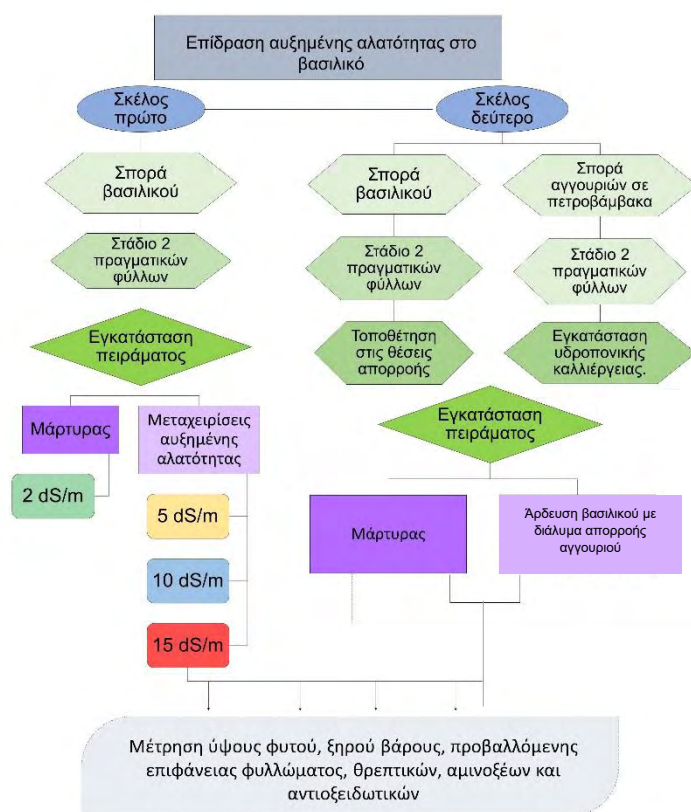 Επίδραση αυξημένης αλατότητας στο
βασιλικό
Σκέλος
πρώτο
Σκέλος
δεύτερο
Σπορά
βασιλικού
Στάδιο 2
πραγματικών
φύλλων
Εγκατάσταση
πειράματος
Μάρτυρας
Μεταχειρίσεις
αυξημένης
αλατότητας
2 dS/m
5 dS/m
10 dS/m
15 dS/m
Σπορά
βασιλικού
Σπορά
αγγουριών σε
πετροβάμβακα
Στάδιο 2
πραγματικών
φύλλων
Στάδιο 2
πραγματικών
φύλλων
Τοποθέτηση
στις θέσεις
απορροής
Εγκατάσταση
υδροπονικής
καλλιέργειας.
Εγκατάσταση
πειράματος
Μάρτυρας
Άρδευση βασιλικού με
διάλυμα απορροής
αγγουριού
Μέτρηση ύψους φυτού, ξηρού βάρους, προβαλλόμενης
επιφάνειας φυλλώματος, θρεπτικών, αμινοξέων και
αντιοξειδωτικών